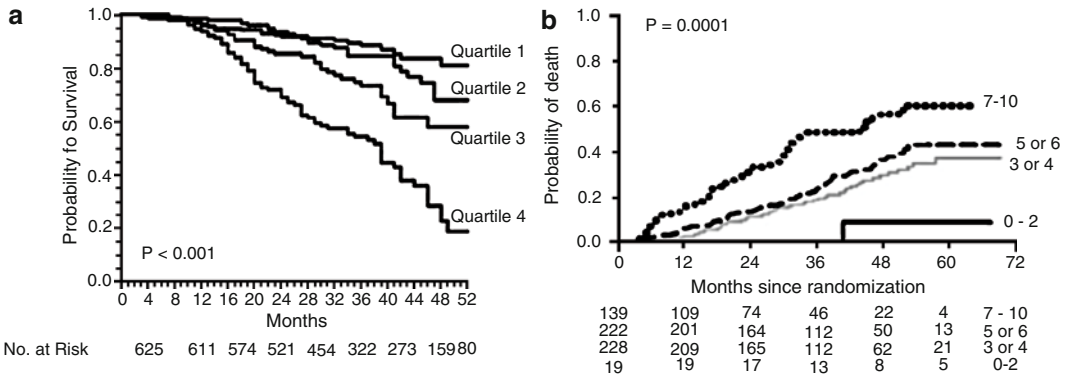 a
Probability fo Survival
1.0
0.8
0.6
0.4
0.2
0.0
Quartile 1
Quartile 2
Quartile 3
Quartile 4
P < 0.001
0 4 8 12 16 20 24 28 32 36 40 44 48 52
Months
No. at Risk 625 611 574 521 454 322 273 159 80
b
Probability of death
P = 0.0001
1.0
0.8
0.6
0.4
0.2
0.0
7-10
5 or 6
3 or 4
0 - 2
0 12 24 36 48 60 72
Months since randomization
139 109 74 46 22 4 7 - 10
222 201 164 112 50 13 5 or 6
228 209 165 112 62 21 3 or 4
19 19 17 13 8 5 0-2